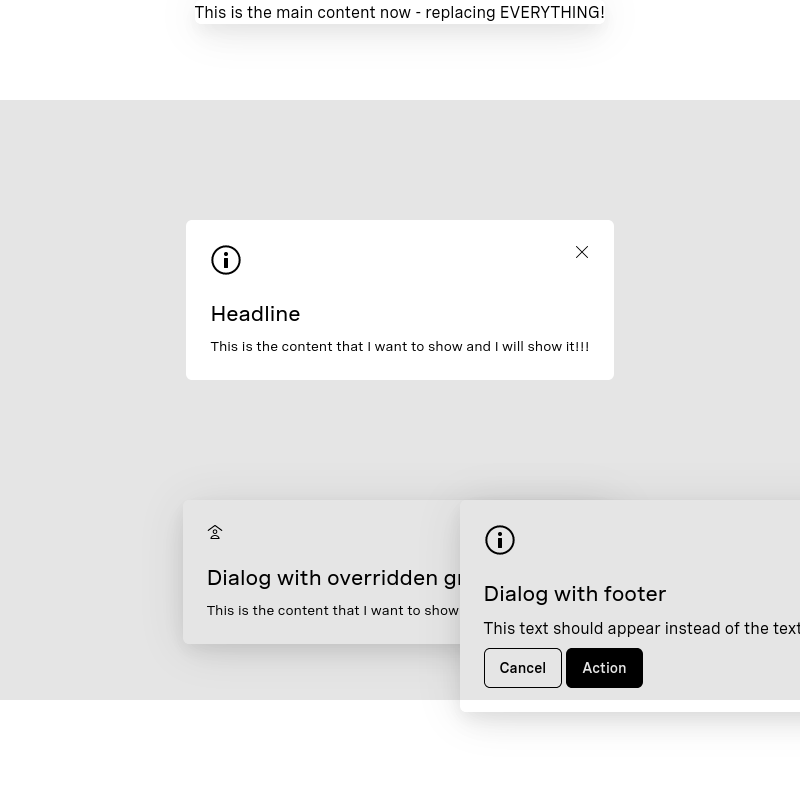 This is the main content now - replacing EVERYTHING!
Headline
This is the content that I want to show and I will show it!!!
Dialog with overridden
This is the content that I want to show
Dialog with footer
This text should appear instead of the text
Cancel
Action